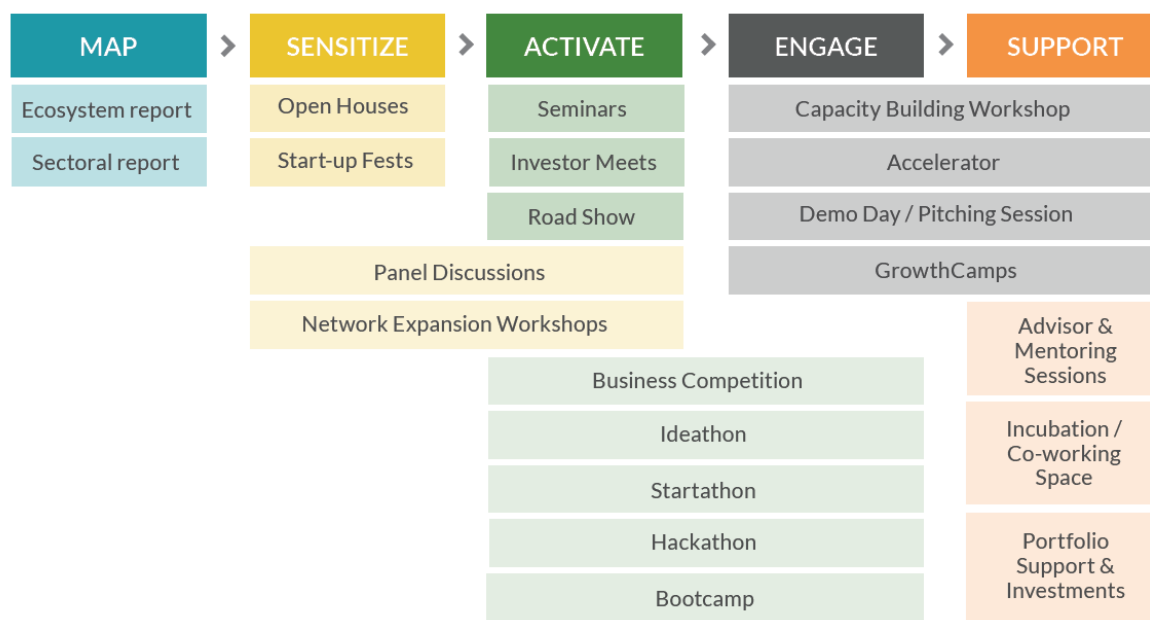 MAP
SENSITIZE
ACTIVATE
ENGAGE
SUPPORT
Ecosystem report
Sectoral report
Open Houses
Start-up Fests
Seminars
Investor Meets
Road Show
Panel Discussions
Network Expansion Workshops
Business Competition
Ideathon
Startathon
Hackathon
Bootcamp
Capacity Building Workshop
Accelerator
Demo Day / Pitching Session
GrowthCamps
Advisor &
Mentoring
Sessions
Incubation /
Co-working
Space
Portfolio
Support &
Investments